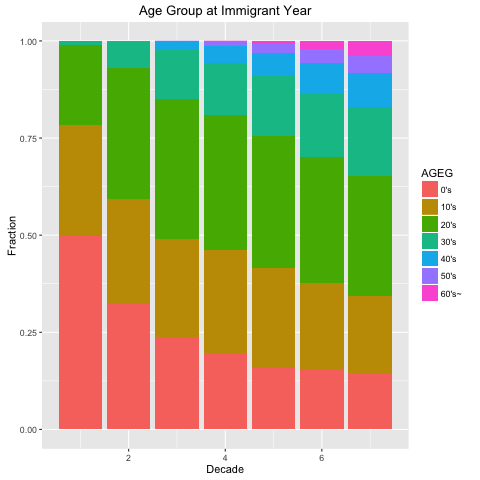 Age Group at Immigrant Year
1.00
0.75
0.50
0.25
0.00
Fraction
2
4
6
Decade
AGEG
0's
10's
20's
30's
40's
50's
60's~